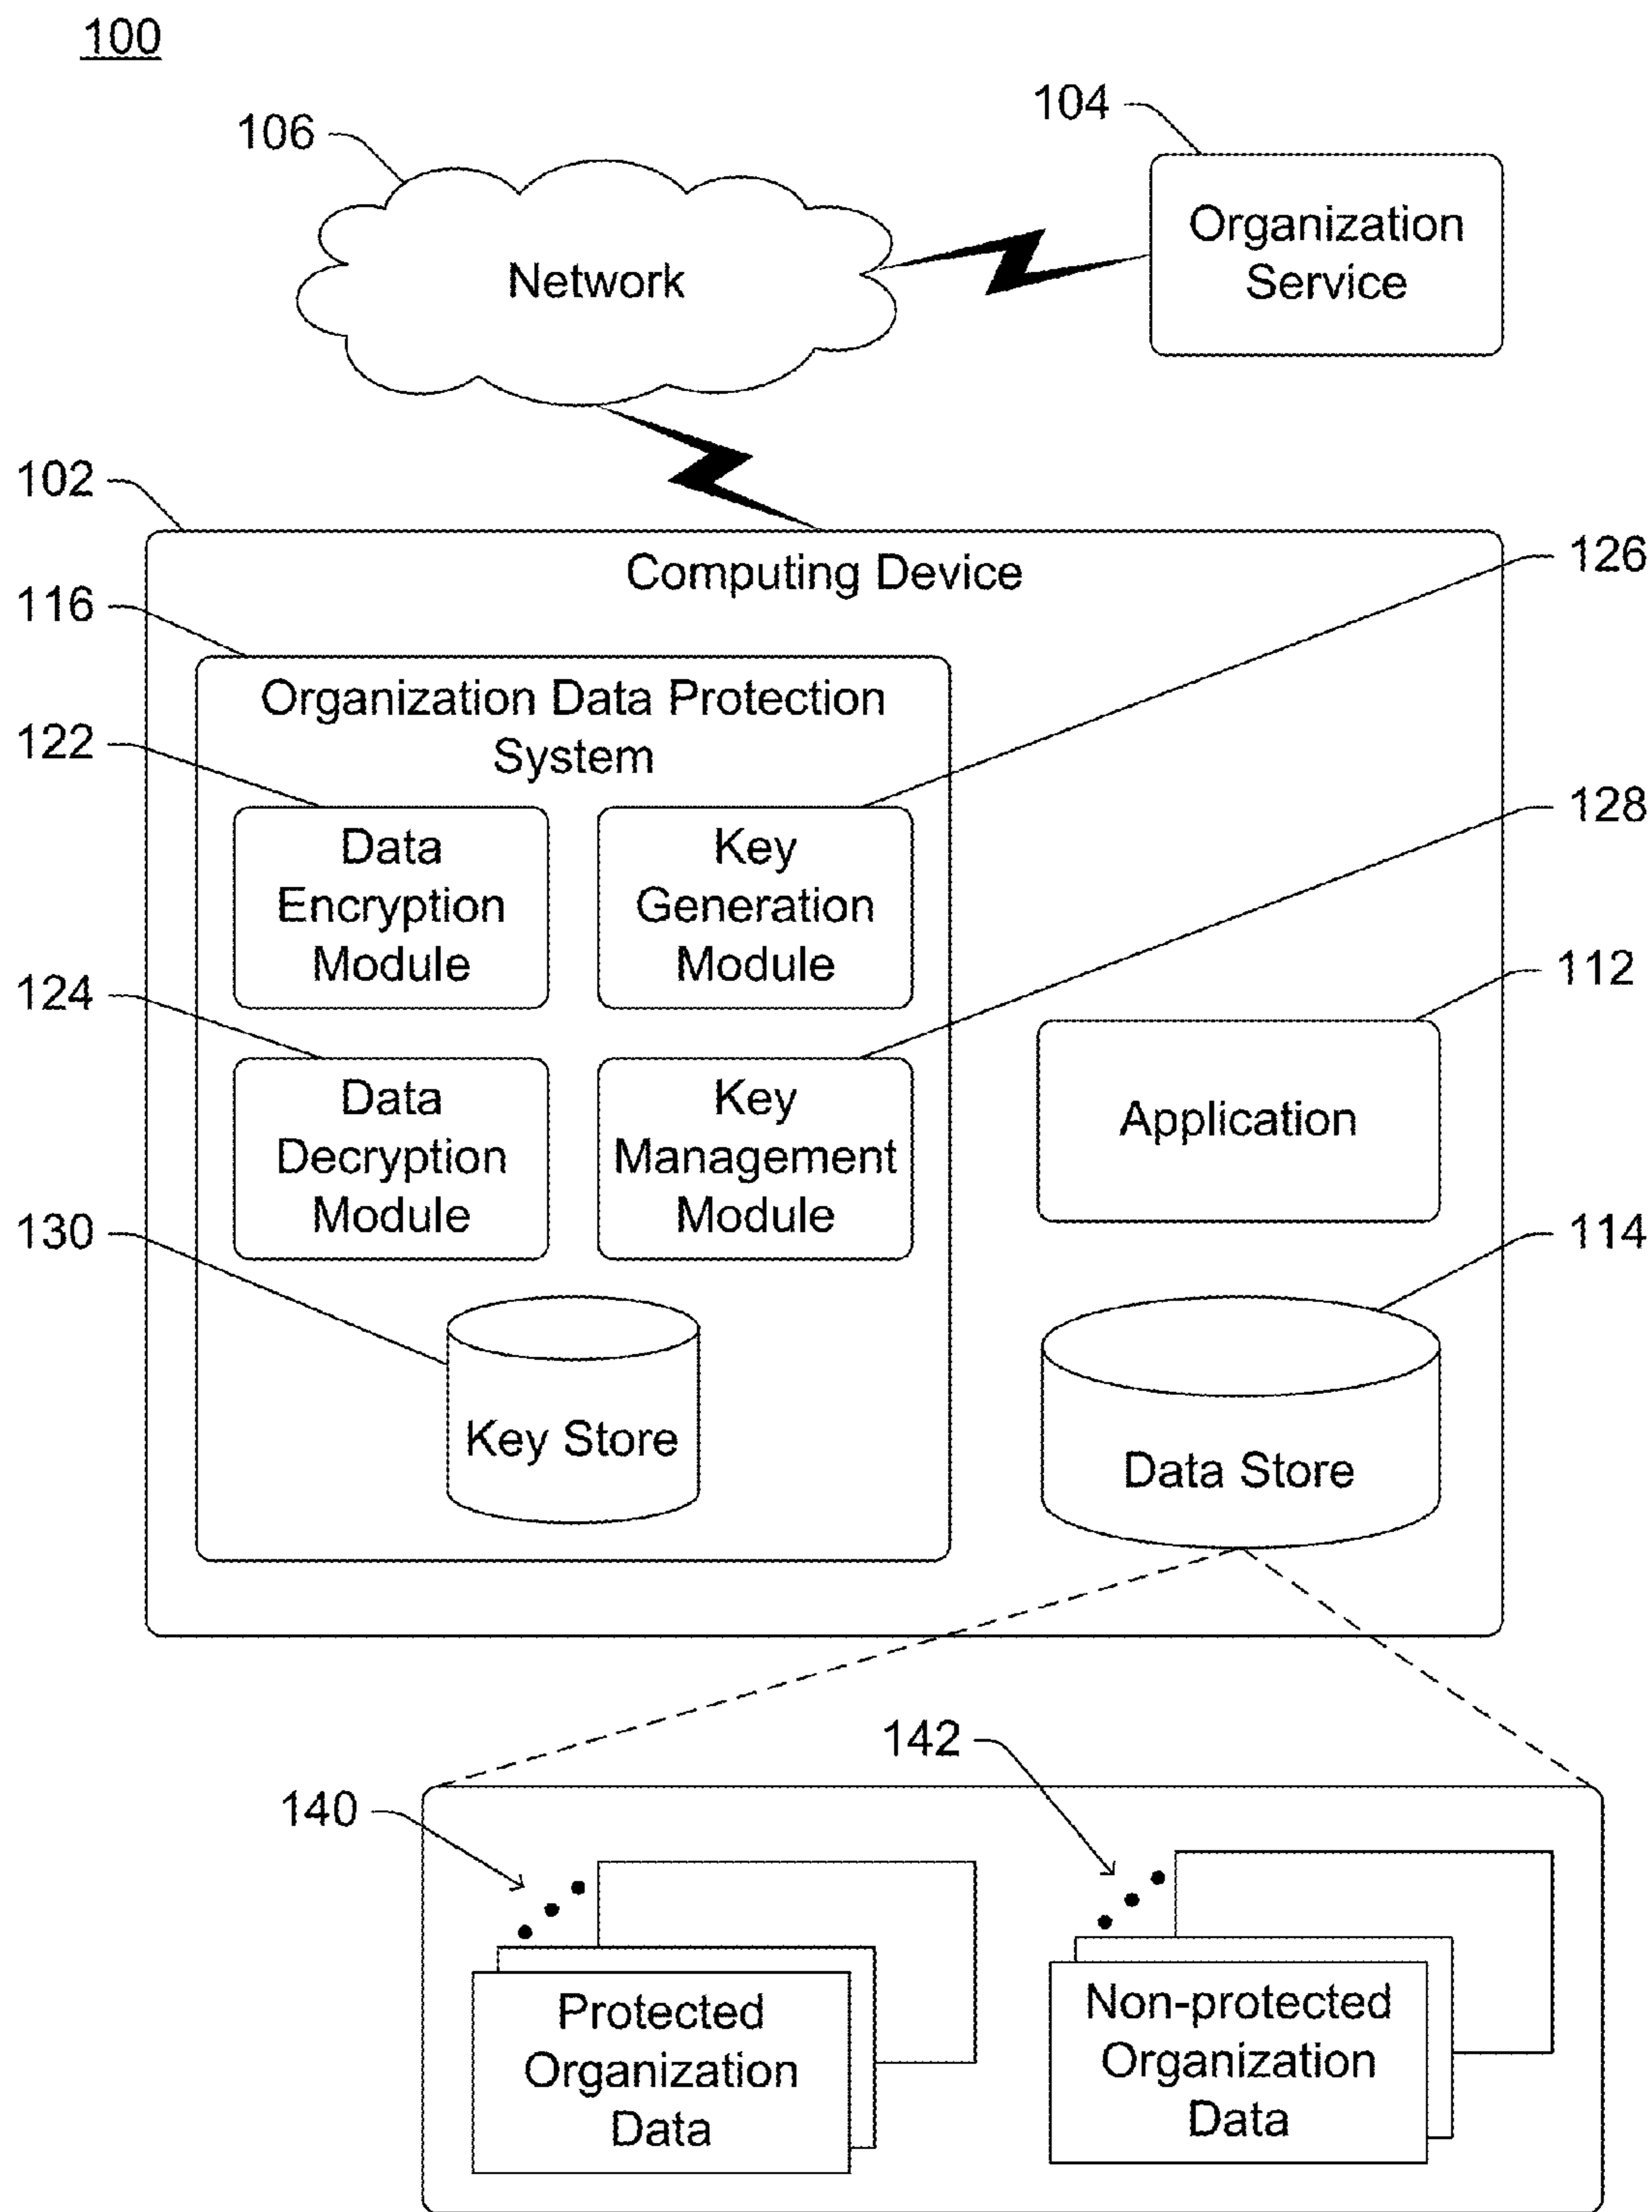 100
106
104
Network
Organization
Service
102
Computing Device
126
116
Organization Data Protection
System
122
128
Data
Encryption
Module
Key
Generation
Module
124
112
Data
Decryption
Module
Key
Management
Module
Application
130
114
Key Store
Data Store
142
140
Protected
Organization
Data
Non-protected
Organization
Data